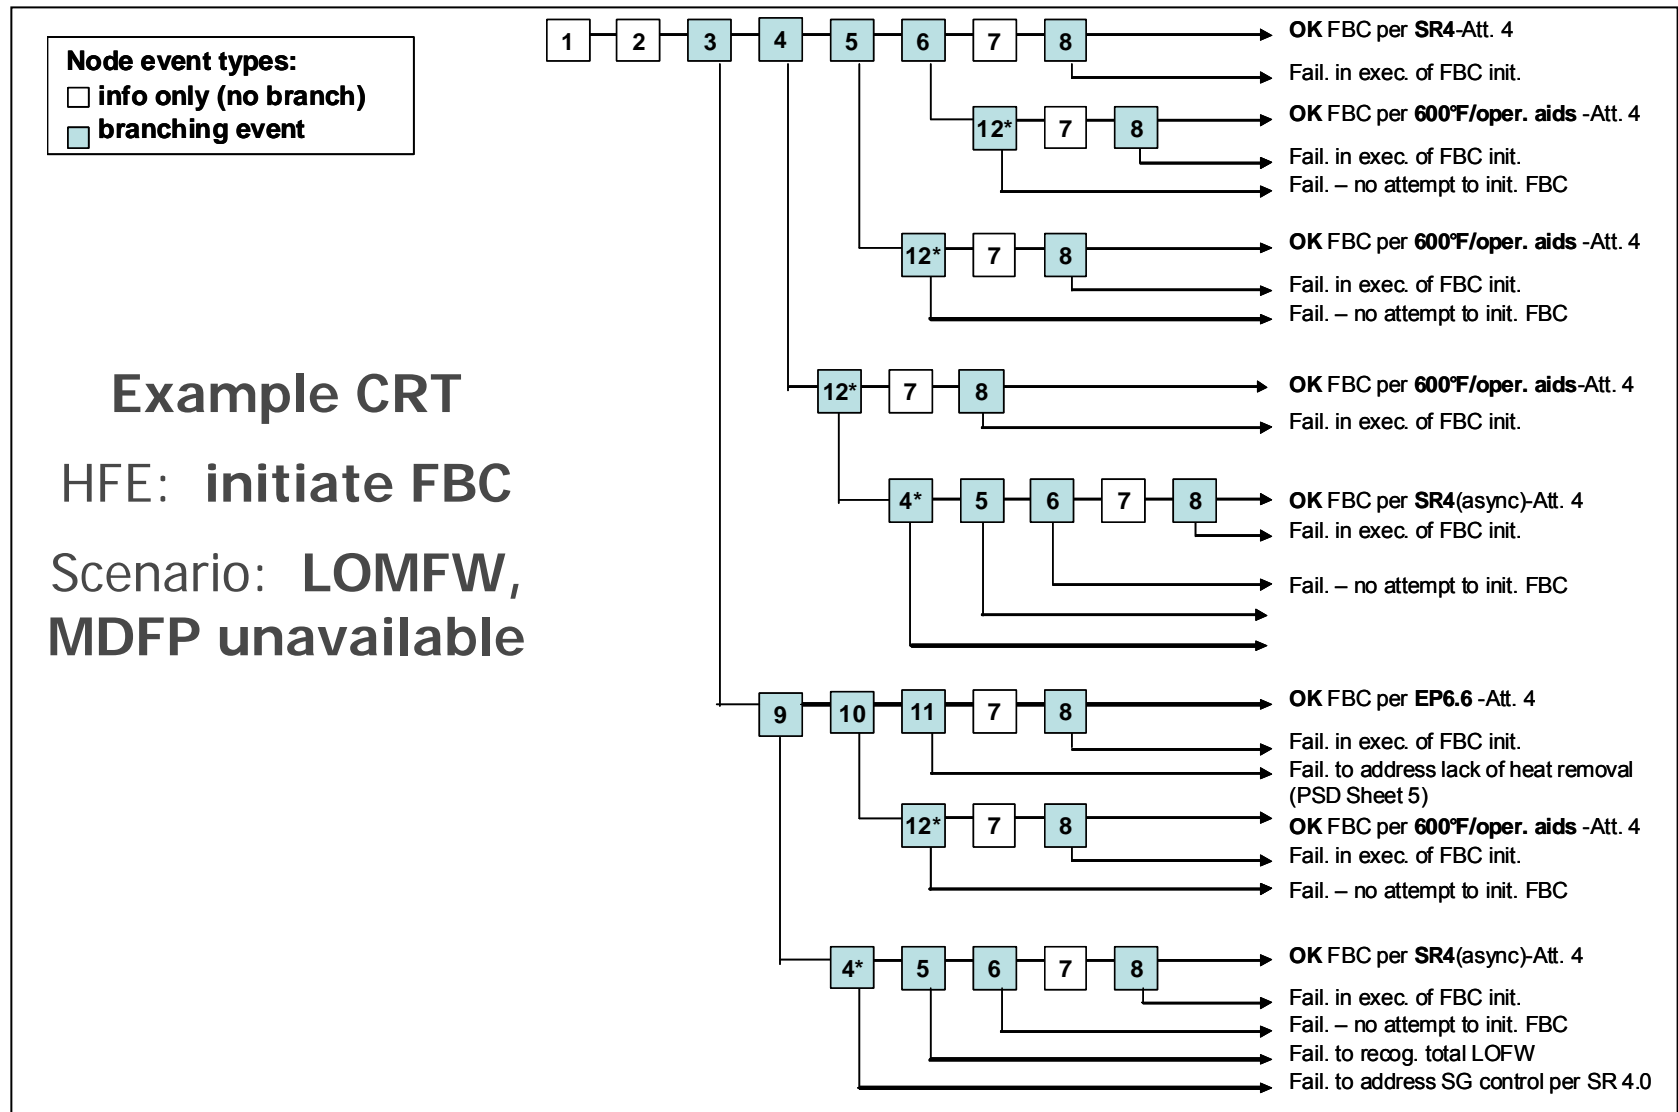 Node event types:
info only (no branch)
branching event
Example CRT
HFE: initiate FBC
Scenario: LOMFW,
MDFP unavailable
1 2 3 4 5 6 7 8 OK FBC per SR4-Att. 4
Fail. in exec. of FBC init.
12* 7 8 OK FBC per 600°F/oper. aids -Att. 4
Fail. in exec. of FBC init.
Fail. – no attempt to init. FBC
12* 7 8 OK FBC per 600°F/oper. aids -Att. 4
Fail. in exec. of FBC init.
Fail. – no attempt to init. FBC
12* 7 8 OK FBC per 600°F/oper. aids-Att. 4
Fail. in exec. of FBC init.
4* 5 6 7 8 OK FBC per SR4(async)-Att. 4
Fail. in exec. of FBC init.
Fail. – no attempt to init. FBC
9 10 11 7 8 OK FBC per EP6.6 -Att. 4
Fail. in exec. of FBC init.
Fail. to address lack of heat removal
(PSD Sheet 5)
12* 7 8 OK FBC per 600°F/oper. aids -Att. 4
Fail. in exec. of FBC init.
Fail. – no attempt to init. FBC
4* 5 6 7 8 OK FBC per SR4(async)-Att. 4
Fail. in exec. of FBC init.
Fail. – no attempt to init. FBC
Fail. to recog. total LOFW
Fail. to address SG control per SR 4.0